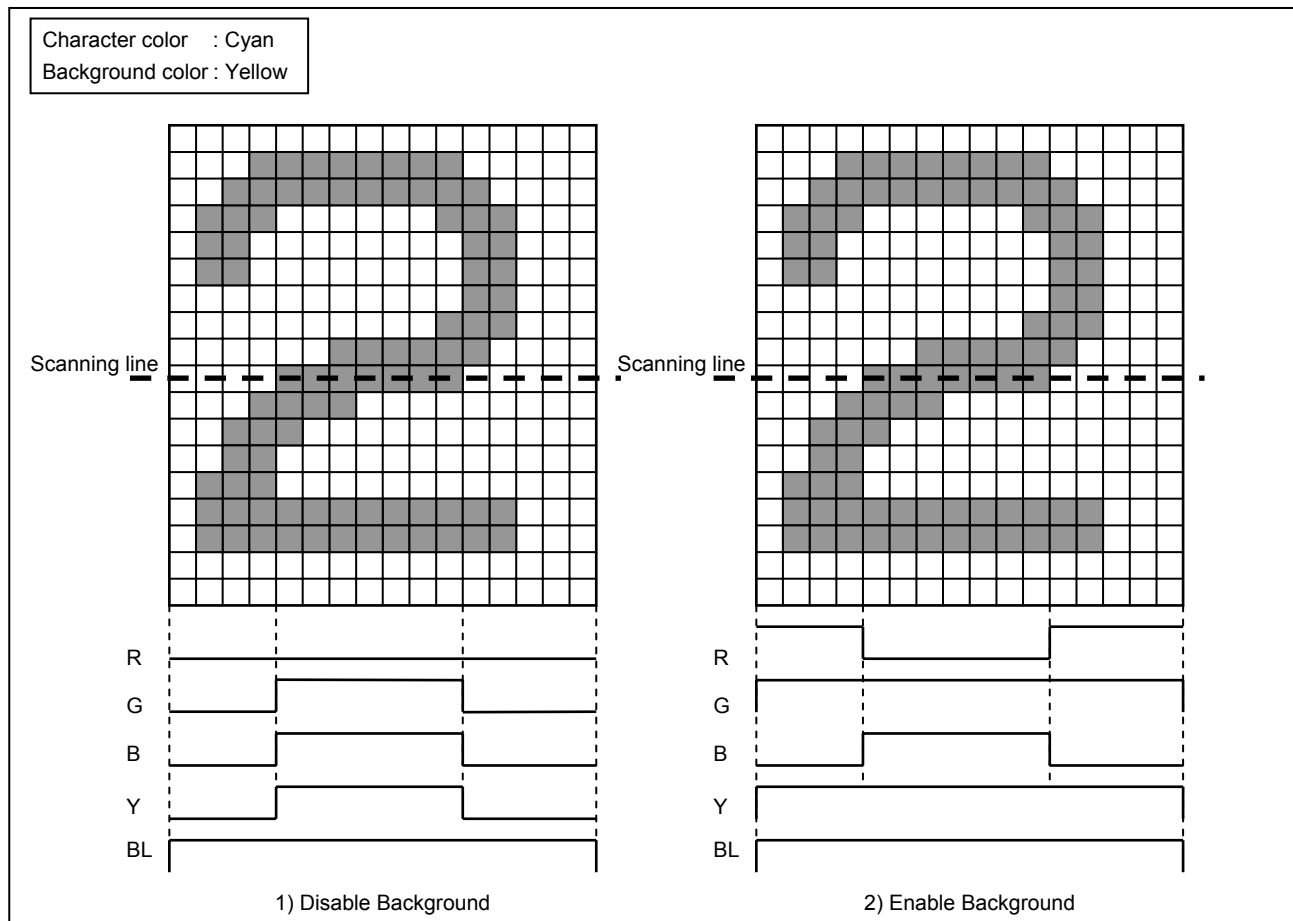 Character color : Cyan
Background color : Yellow
Scanning line
Scanning line
R
G
B
Y
BL
R
G
B
Y
BL
1) Disable Background
2) Enable Background